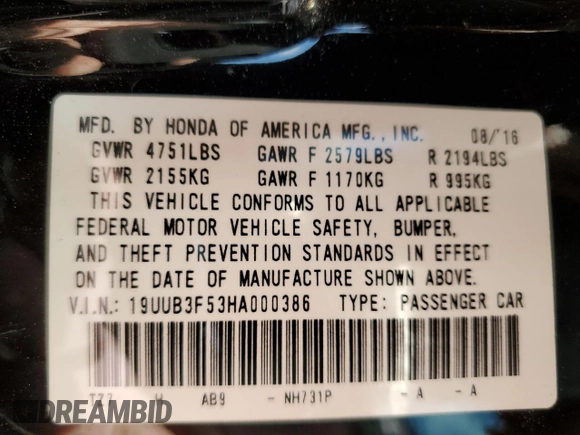 MFD. BY HONDA OF AMERICA MFG., INC. 08/'16
GVWR 4751LBS GAWR F 2579LBS R 2194LBS
GVWR 2155KG GAWR F 1170KG R 995KG
THIS VEHICLE CONFORMS TO ALL APPLICABLE
FEDERAL MOTOR VEHICLE SAFETY, BUMPER,
AND THEFT PREVENTION STANDARDS IN EFFECT
ON THE DATE OF MANUFACTURE SHOWN ABOVE.
V.I.N.: 19UUB3F53HA000386 TYPE: PASSENGER CAR
AB9 - NH731P - A - A
DREAMBID